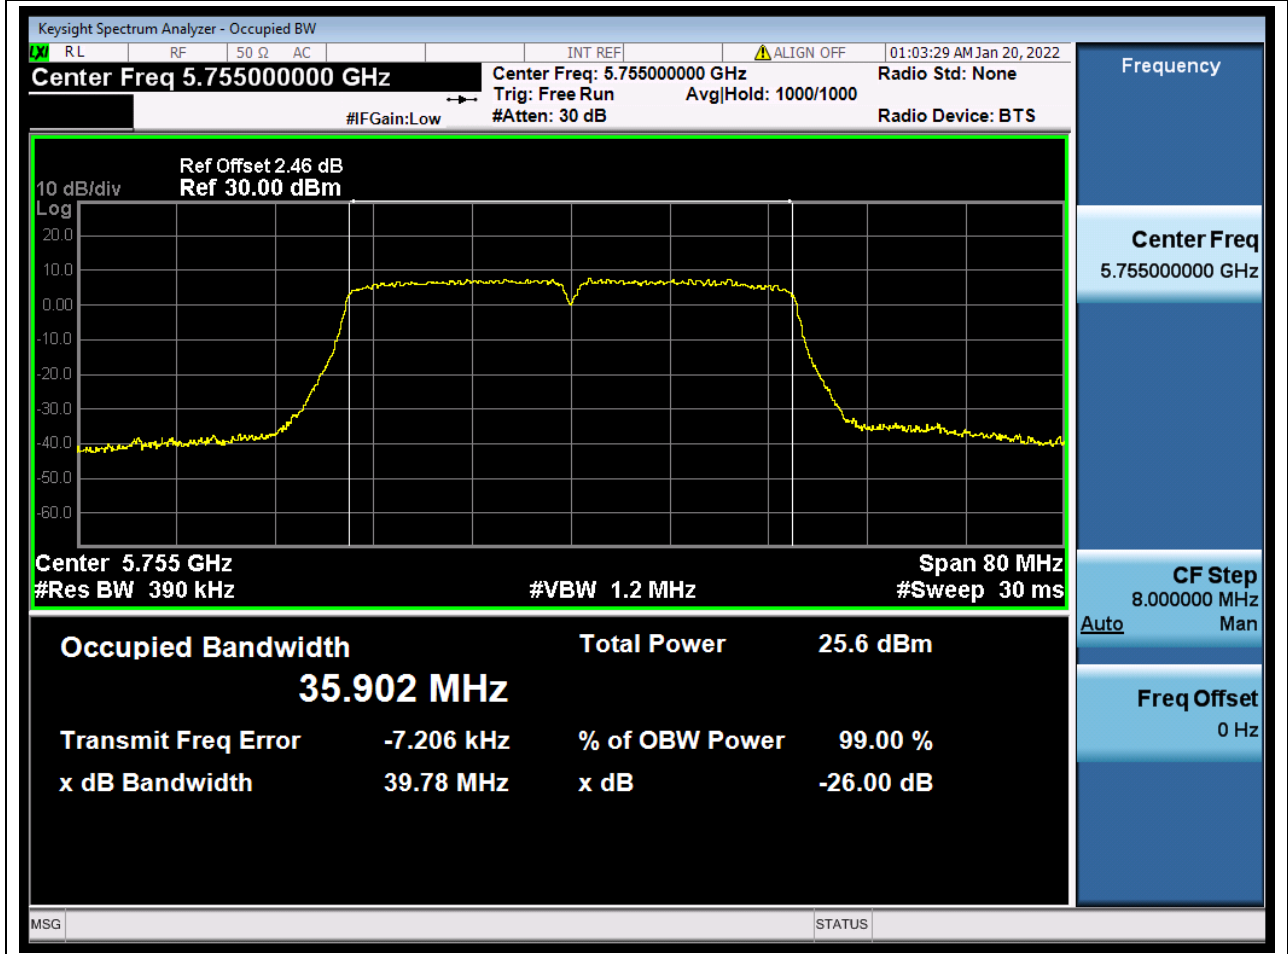 Keysight Spectrum Analyzer - Occupied BW
LXI RL RF 50 Ω AC INT REF ALIGN OFF 01:03:29 AM Jan 20, 2022
Center Freq 5.755000000 GHz
Center Freq: 5.755000000 GHz
Radio Std: None
Trig: Free Run Avg|Hold: 1000/1000
#IFGain:Low
#Atten: 30 dB
Radio Device: BTS
Ref Offset 2.46 dB
10 dB/div Ref 30.00 dBm
Log
20.0
10.0
0.00
-10.0
-20.0
-30.0
-40.0
-50.0
-60.0
Center 5.755 GHz Span 80 MHz
#Res BW 390 kHz #VBW 1.2 MHz #Sweep 30 ms
Occupied Bandwidth Total Power 25.6 dBm
35.902 MHz
Transmit Freq Error -7.206 kHz % of OBW Power 99.00 %
x dB Bandwidth 39.78 MHz x dB -26.00 dB
MSG STATUS
Frequency
Center Freq
5.755000000 GHz
CF Step
8.000000 MHz
Auto Man
Freq Offset
0 Hz